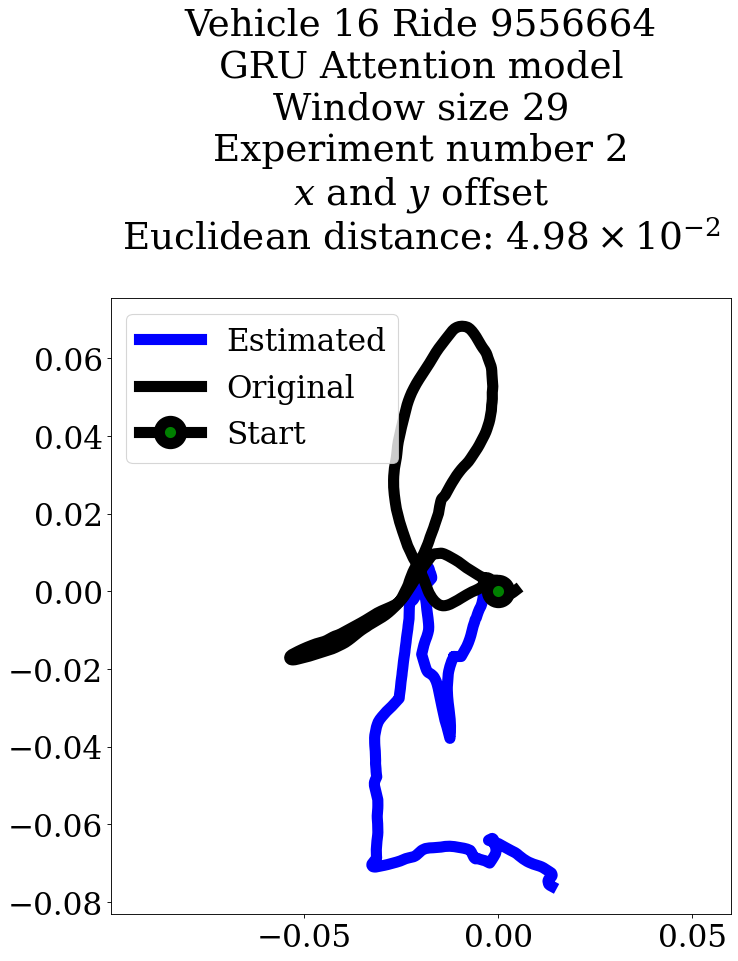 Vehicle 16 Ride 9556664
GRU Attention model
Window size 29
Experiment number 2
x and y offset
Euclidean distance: 4.98 × 10⁻²
Estimated
Original
Start
0.06
0.04
0.02
0.00
−0.02
−0.04
−0.06
−0.08
−0.05
0.00
0.05